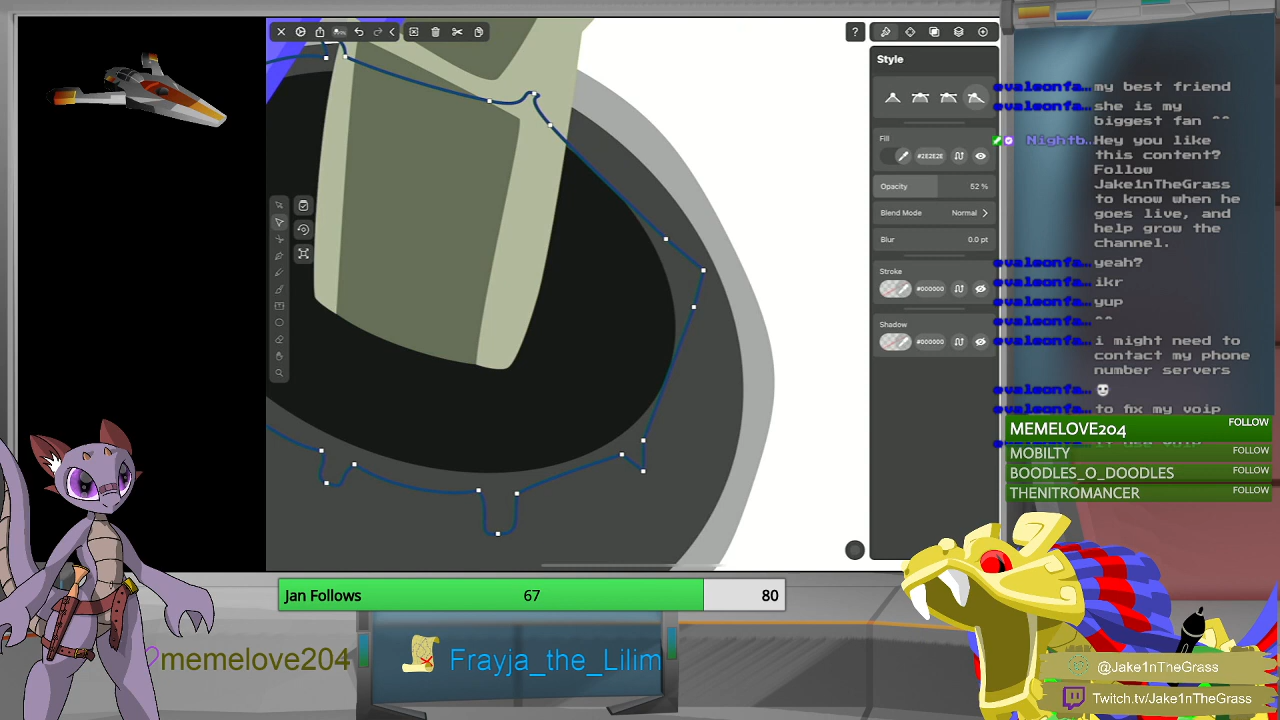 ?
Style
Fill
#2E2E2E
Opacity
52 %
Blend Mode
Normal
Blur
0.0 pt
Stroke
#000000
Shadow
#000000
my best friend
she is my
biggest fan ^^
Nightb..
Hey you like
this content?
Follow
Jake1nTheGrass
to know when he
goes live, and
help grow the
channel.
yeah?
ikr
yup
^^
i might need to
contact my phone
number servers
to fix my voip
MEMELOVE204
FOLLOW
MOBILTY
FOLLOW
BOODLES_O_DOODLES
FOLLOW
THENITROMANCER
FOLLOW
Jan Follows
67
80
memelove204
Frayja_the_Lilim
@Jake1nTheGrass
Twitch.tv/Jake1nTheGrass